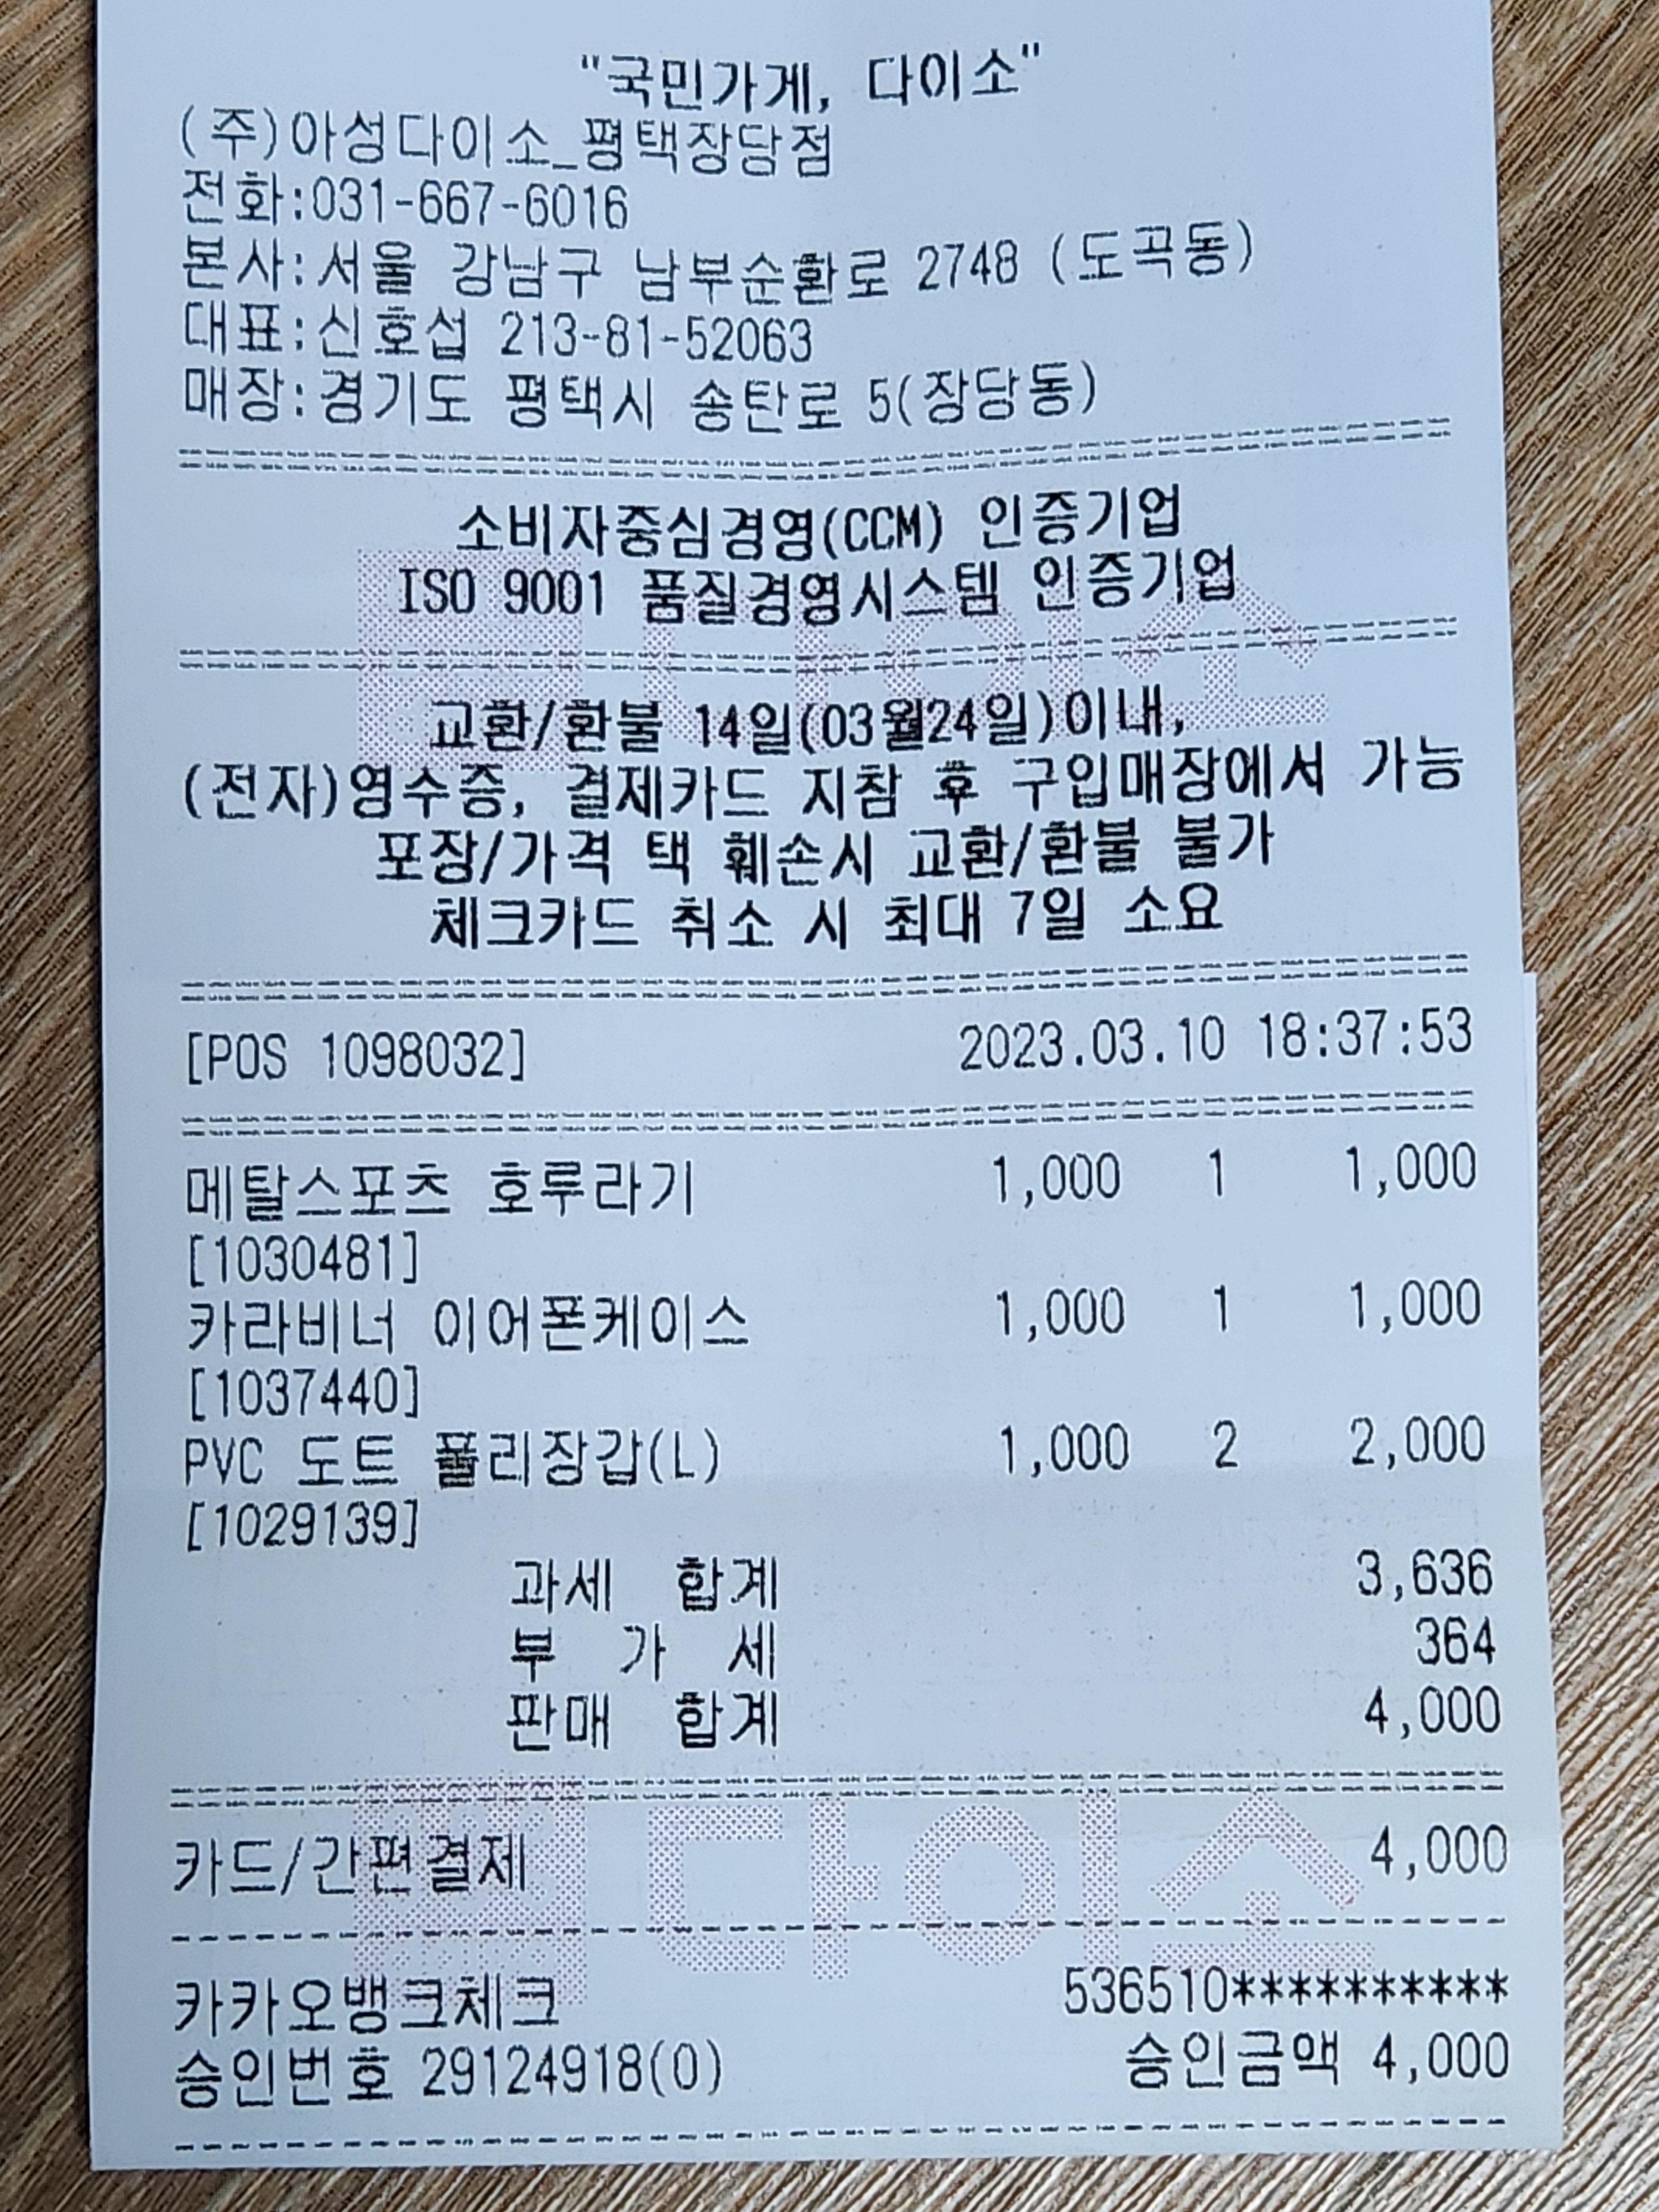 "국민가게, 다이소"
(주)아성다이소_평택장당점
전화:031-667-6016
본사:서울 강남구 남부순환로 2748 (도곡동)
대표:신호섭 213-81-52063
매장:경기도 평택시 송탄로 5(장당동)
소비자중심경영(CCM) 인증기업
ISO 9001 품질경영시스템 인증기업
다이소
교환/환불 14일(03월24일)이내,
(전자)영수증, 결제카드 지참 후 구입매장에서 가능
포장/가격 택 훼손시 교환/환불 불가
체크카드 취소 시 최대 7일 소요
[POS 1098032] 2023.03.10 18:37:53
메탈스포츠 호루라기 1,000 1 1,000
[1030481]
카라비너 이어폰케이스 1,000 1 1,000
[1037440]
PVC 도트 풀리장갑(L) 1,000 2 2,000
[1029139]
과세 합계 3,636
부 가 세 364
판매 합계 4,000
카드/간편결제 4,000
다이소
카카오뱅크체크 536510**********
승인번호 29124918(0) 승인금액 4,000